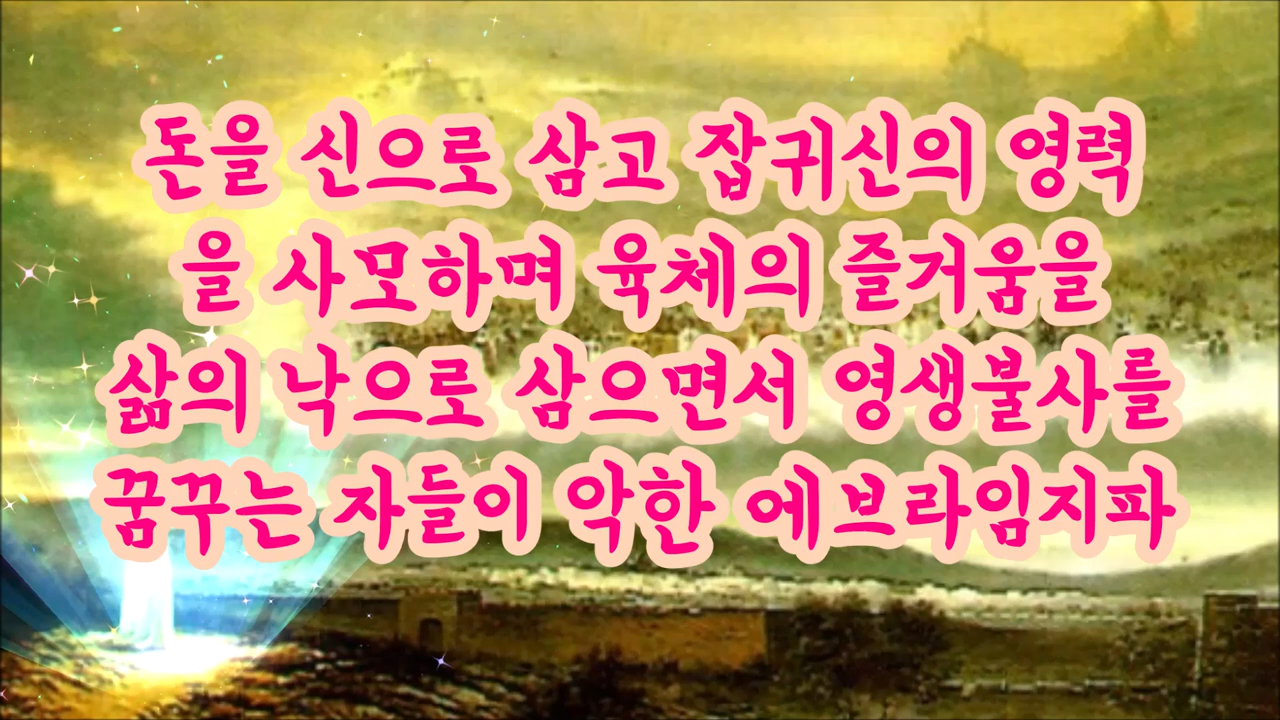 돈을 신으로 삼고 잡귀신의 영력
을 사모하며 육체의 즐거움을
삶의 낙으로 삼으면서 영생불사를
꿈꾸는 자들이 악한 에브라임지파